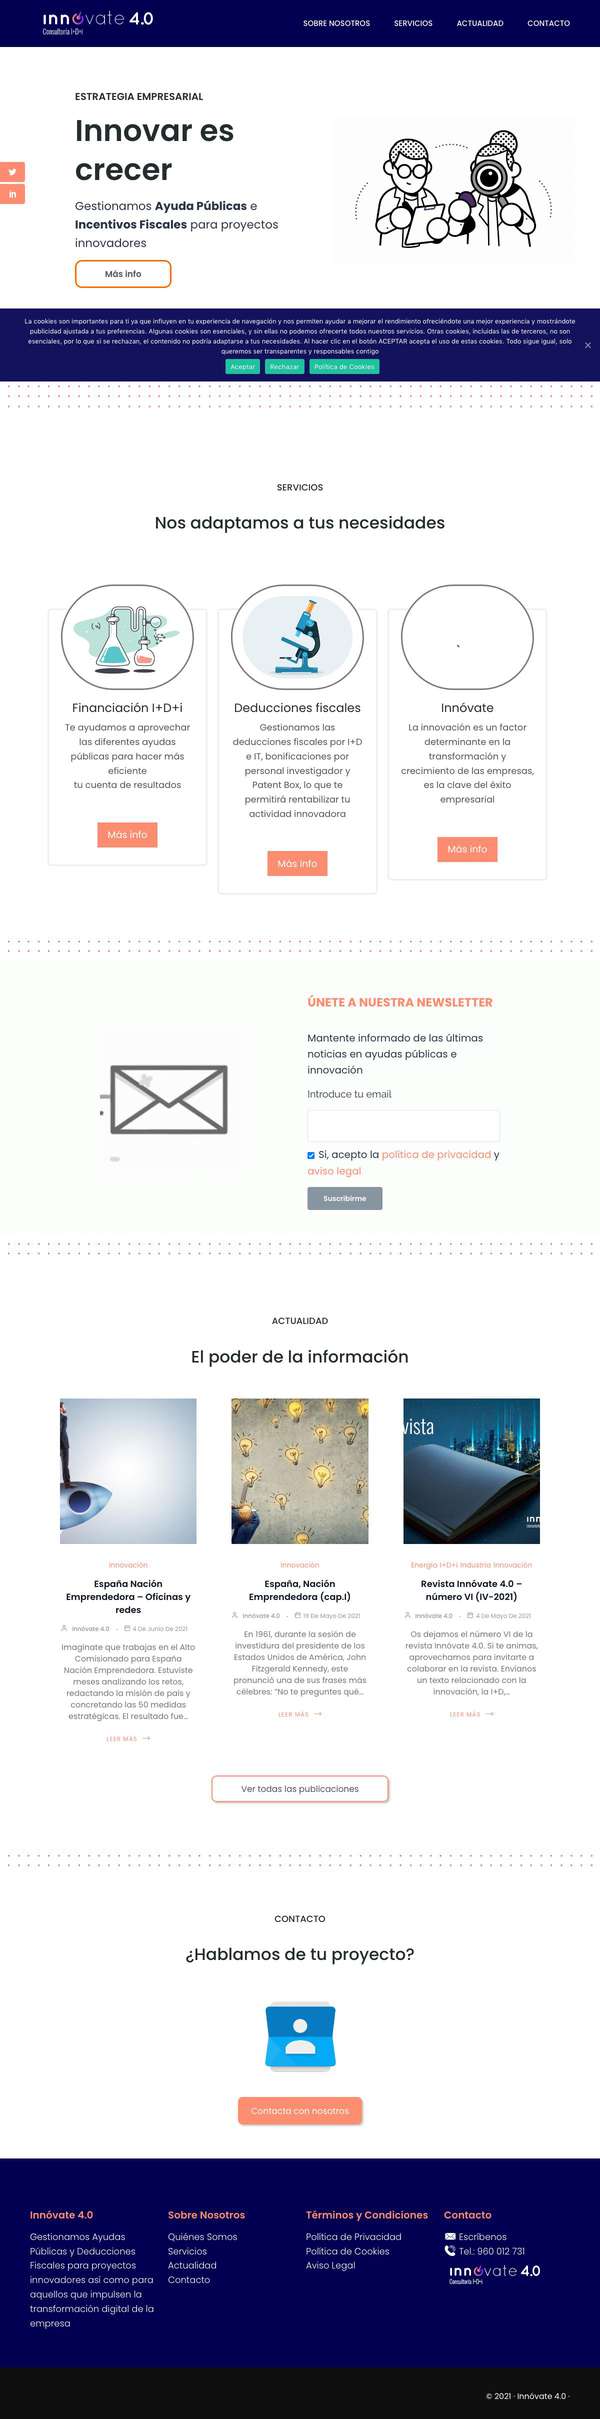 innóvate 4.0
Consultoría I+D+i
SOBRE NOSOTROS
SERVICIOS
ACTUALIDAD
CONTACTO
ESTRATEGIA EMPRESARIAL
Innovar es
crecer
Gestionamos Ayuda Públicas e
Incentivos Fiscales para proyectos
innovadores
Más info
La cookies son importantes para ti ya que influyen en tu experiencia de navegación y nos permiten ayudar a mejorar el rendimiento ofreciéndote una mejor experiencia y mostrándote
publicidad ajustada a tus preferencias. Algunas cookies son esenciales, y sin ellas no podemos ofrecerte todos nuestros servicios. Otras cookies, incluidas las de terceros, no son
esenciales, por lo que si se rechazan, el contenido no podría adaptarse a tus necesidades. Al hacer clic en el botón ACEPTAR acepta el uso de estas cookies. Todo sigue igual, solo
queremos ser transparentes y responsables contigo
Aceptar
Rechazar
Política de Cookies
SERVICIOS
Nos adaptamos a tus necesidades
Financiación I+D+i
Te ayudamos a aprovechar
las diferentes ayudas
públicas para hacer más
eficiente
tu cuenta de resultados
Más info
Deducciones fiscales
Gestionamos las
deducciones fiscales por I+D
e IT, bonificaciones por
personal investigador y
Patent Box, lo que te
permitirá rentabilizar tu
actividad innovadora
Más info
Innóvate
La innovación es un factor
determinante en la
transformación y
crecimiento de las empresas,
es la clave del éxito
empresarial
Más info
ÚNETE A NUESTRA NEWSLETTER
Mantente informado de las últimas
noticias en ayudas públicas e
innovación
Introduce tu email
Si, acepto la política de privacidad y
aviso legal
Suscribirme
ACTUALIDAD
El poder de la información
Innovación
España Nación
Emprendedora – Oficinas y
redes
Innóvate 4.0
4 De Junio De 2021
Imagínate que trabajas en el Alto
Comisionado para España
Nación Emprendedora. Estuviste
meses analizando los retos,
redactando la misión de país y
concretando las 50 medidas
estratégicas. El resultado fue…
LEER MÁS
Innovación
España, Nación
Emprendedora (cap.I)
Innóvate 4.0
19 De Mayo De 2021
En 1961, durante la sesión de
investidura del presidente de los
Estados Unidos de América, John
Fitzgerald Kennedy, este
pronunció una de sus frases más
célebres: "No te preguntes qué…
LEER MÁS
vista
inn
Energía I+D+i Industria Innovación
Revista Innóvate 4.0 –
número VI (IV-2021)
Innóvate 4.0
4 De Mayo De 2021
Os dejamos el número VI de la
revista Innóvate 4.0. Si te animas,
aprovechamos para invitarte a
colaborar en la revista. Envíanos
un texto relacionado con la
innovación, la I+D,…
LEER MÁS
Ver todas las publicaciones
CONTACTO
¿Hablamos de tu proyecto?
Contacta con nosotros
Innóvate 4.0
Gestionamos Ayudas
Públicas y Deducciones
Fiscales para proyectos
innovadores así como para
aquellos que impulsen la
transformación digital de la
empresa
Sobre Nosotros
Quiénes Somos
Servicios
Actualidad
Contacto
Términos y Condiciones
Política de Privacidad
Política de Cookies
Aviso Legal
Contacto
Escríbenos
Tel.: 960 012 731
innóvate 4.0
Consultoría I+D+i
© 2021 · Innóvate 4.0 ·